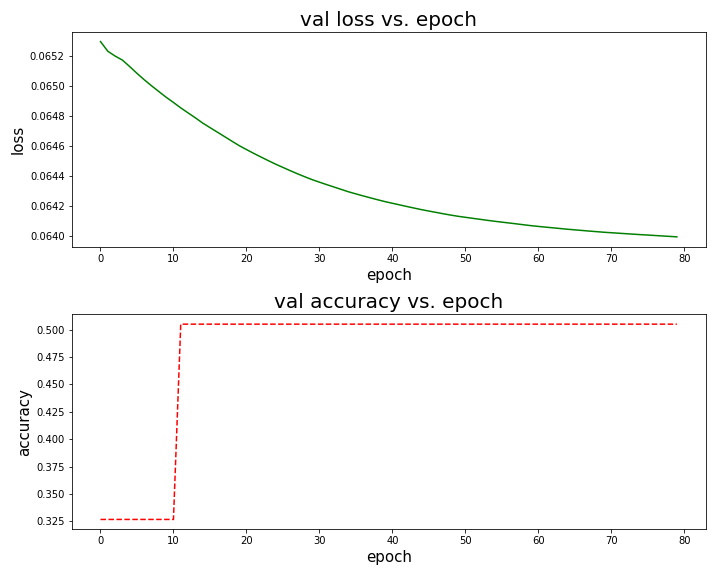 val loss vs. epoch
0.0652
0.0650
0.0648
0.0646
0.0644
0.0642
0.0640
loss
0 10 20 30 40 50 60 70 80
epoch
val accuracy vs. epoch
0.500
0.475
0.450
0.425
0.400
0.375
0.350
0.325
accuracy
0 10 20 30 40 50 60 70 80
epoch